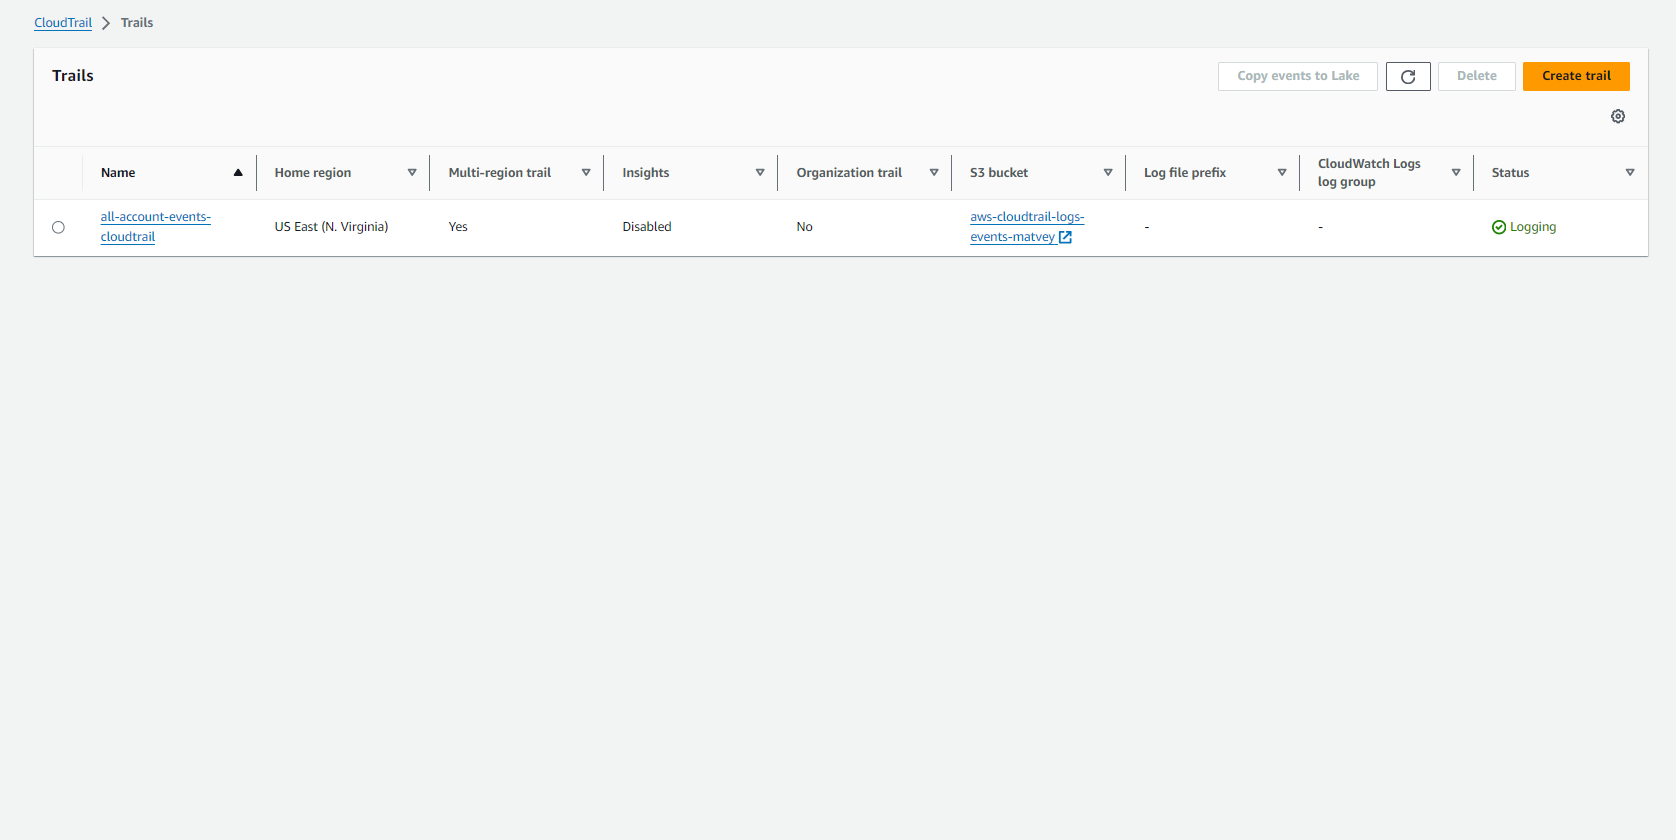 CloudTrail > Trails
Trails
Copy events to Lake
Delete
Create trail
Name
Home region
Multi-region trail
Insights
Organization trail
S3 bucket
Log file prefix
CloudWatch Logs
log group
Status
all-account-events-
cloudtrail
US East (N. Virginia)
Yes
Disabled
No
aws-cloudtrail-logs-
events-matvey
-
-
Logging